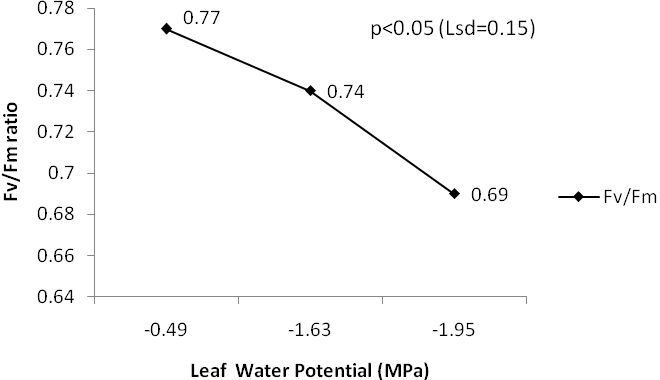 0.78
0.76
0.74
0.72
0.7
0.68
0.66
0.64
Fv/Fm ratio
0.77
0.74
0.69
p<0.05 (Lsd=0.15)
Fv/Fm
-0.49 -1.63 -1.95
Leaf Water Potential (MPa)